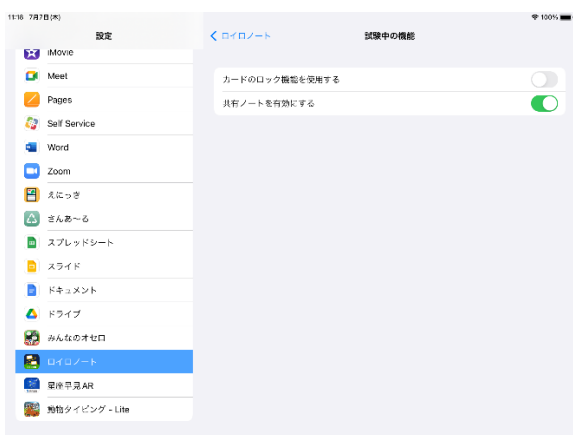 11:18 7月7日(木)
100%
設定
iMovie
Meet
Pages
Self Service
Word
Zoom
えにっき
さんあ〜る
スプレッドシート
スライド
ドキュメント
ドライブ
みんなのオセロ
ロイロノート
星座早見AR
動物タイピング - Lite
ロイロノート
試験中の機能
カードのロック機能を使用する
共有ノートを有効にする